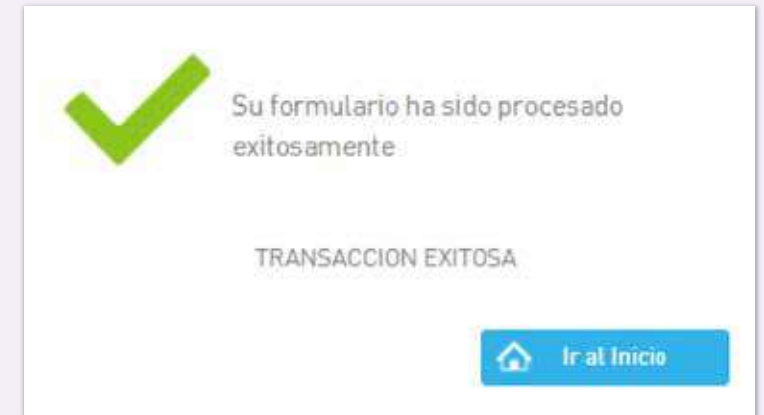 Su formulario ha sido procesado
exitosamente
TRANSACCION EXITOSA
Ir al Inicio